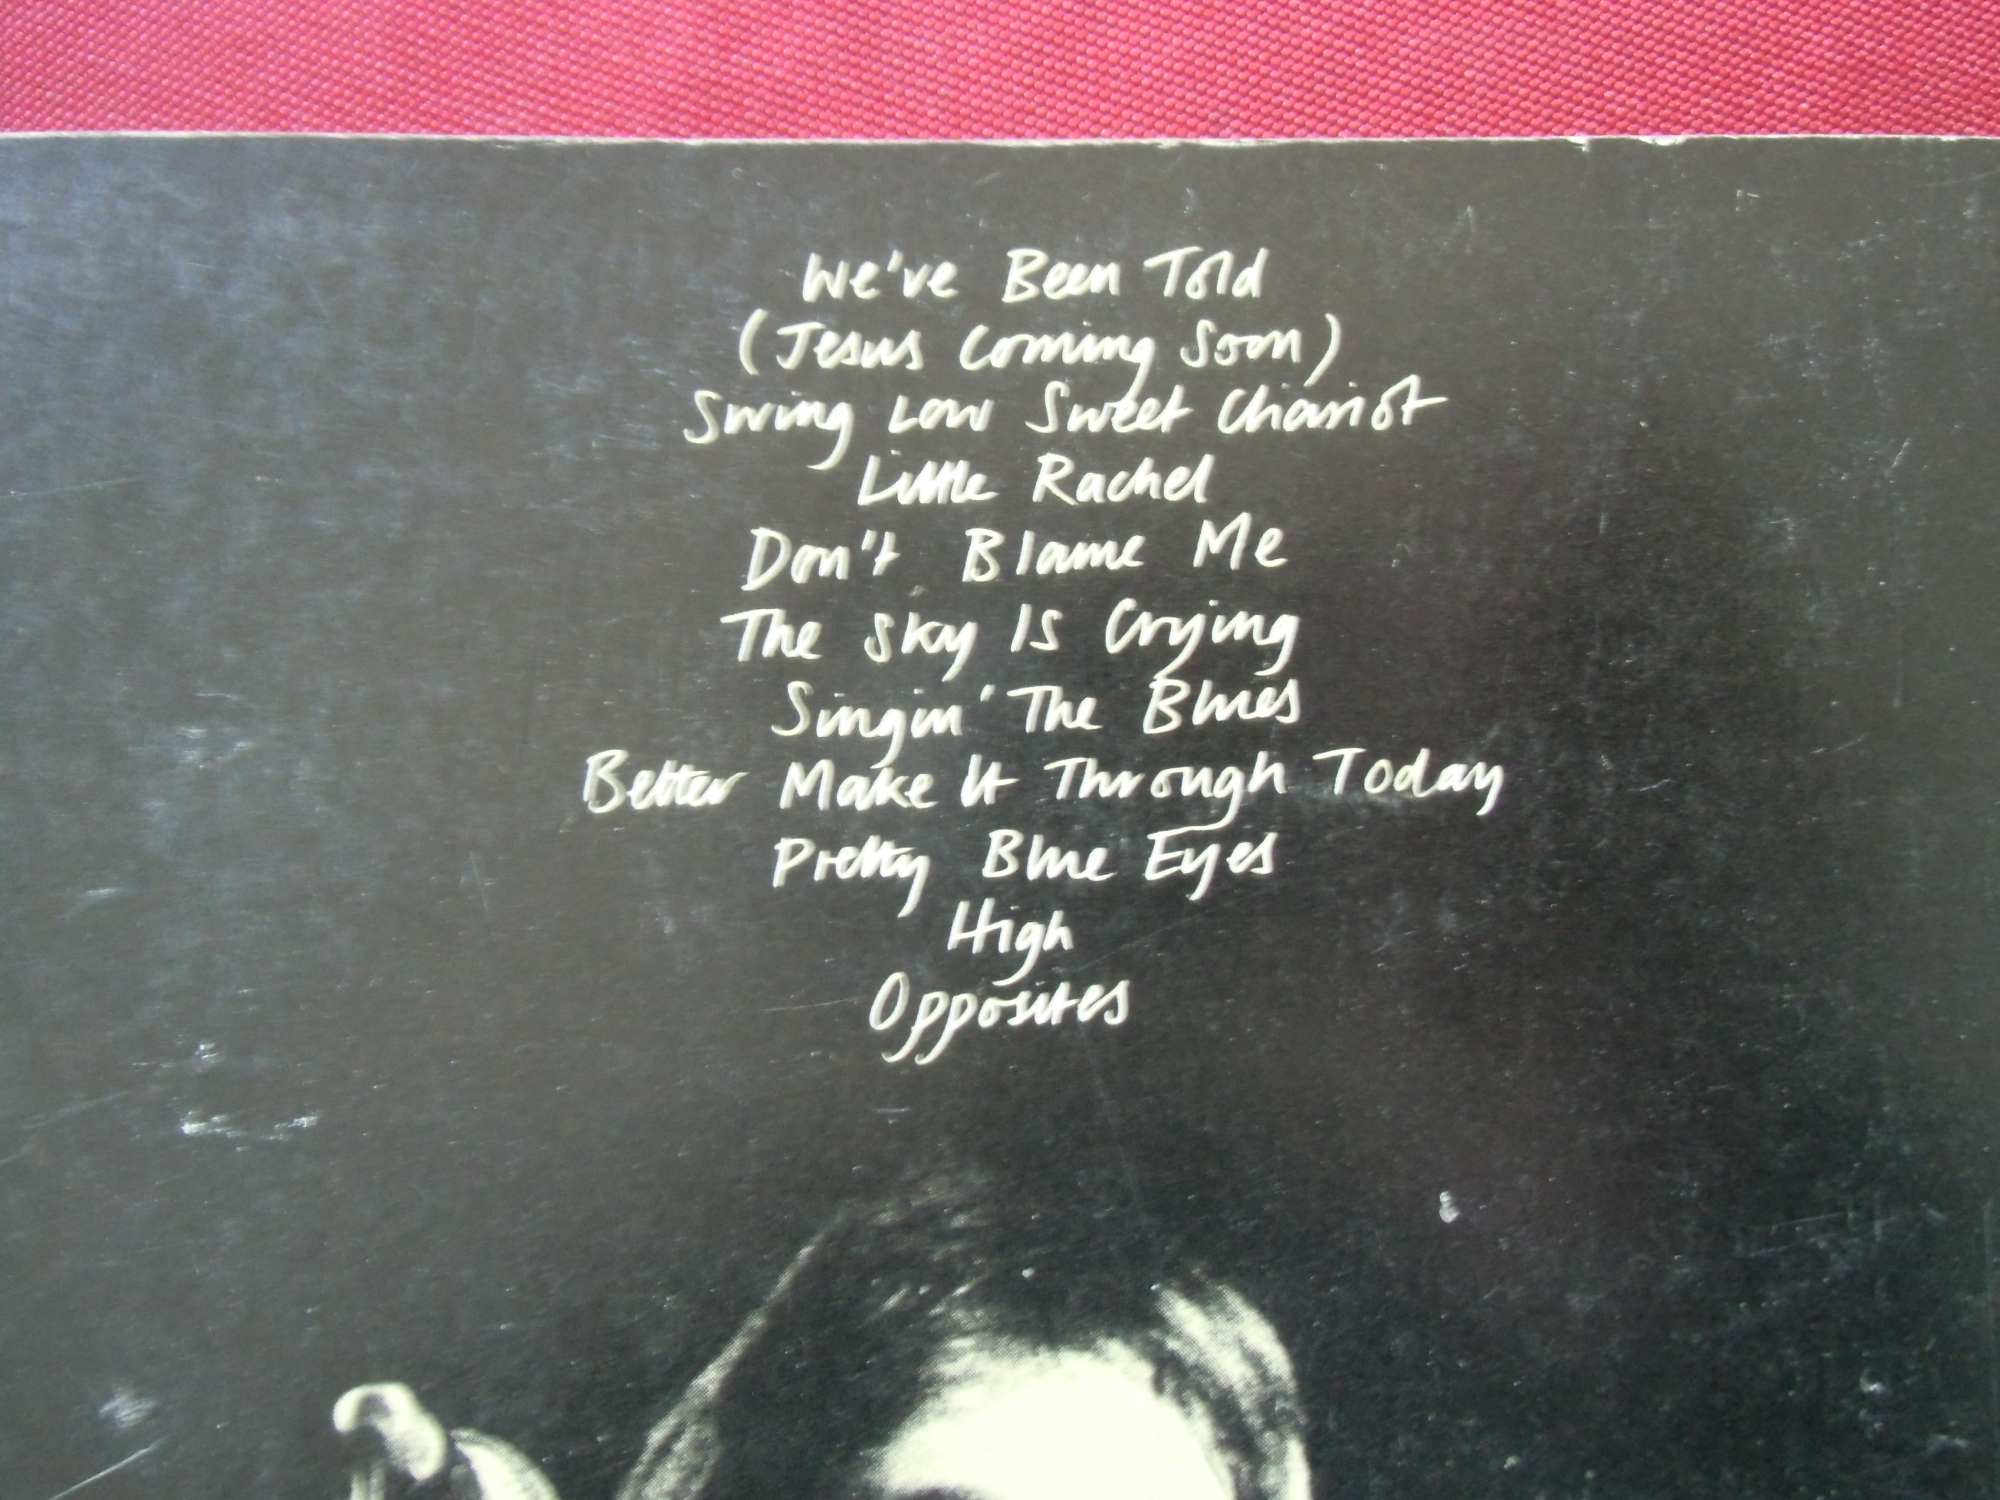 We've Been Told
(Jesus Coming Soon)
Swing Low Sweet Chariot
Little Rachel
Don't Blame Me
The Sky Is Crying
Singin' The Blues
Better Make It Through Today
Pretty Blue Eyes
High
Opposites